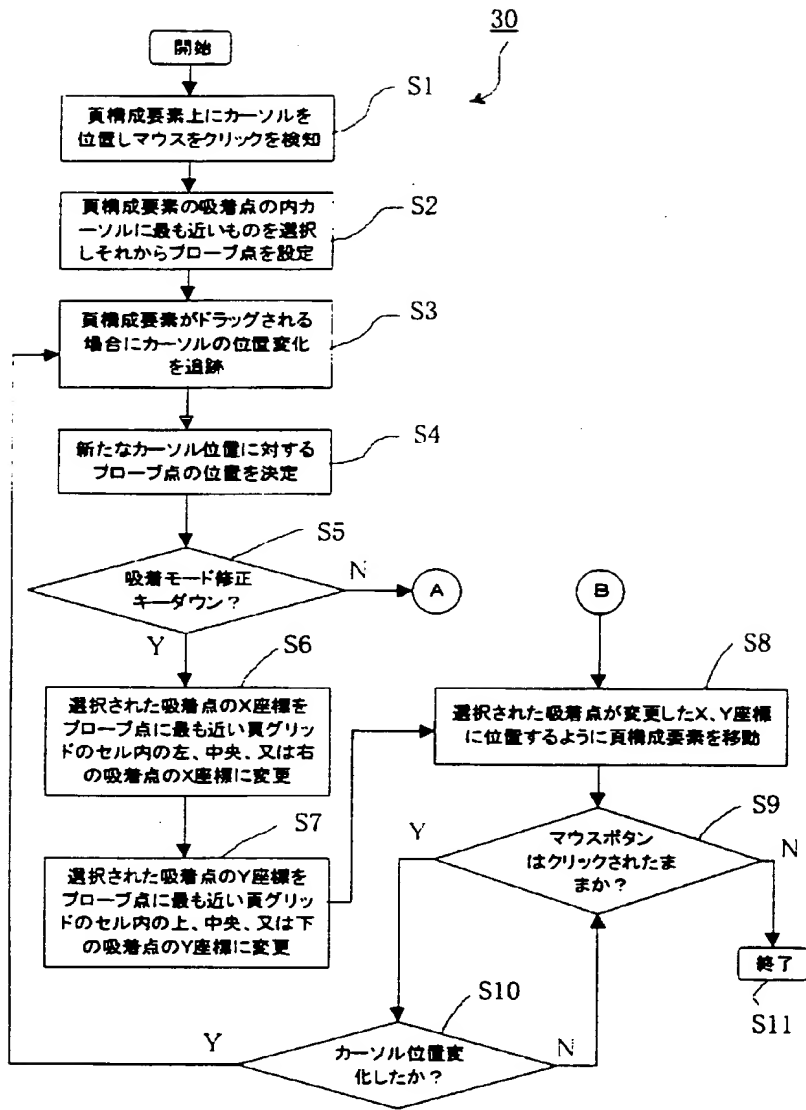 30
開始
S1
頁構成要素上にカーソルを
位置しマウスをクリックを検知
S2
頁構成要素の吸着点の内カ
ーソルに最も近いものを選択
しそれからプローブ点を設定
S3
頁構成要素がドラッグされる
場合にカーソルの位置変化
を追跡
S4
新たなカーソル位置に対する
プローブ点の位置を決定
S5
吸着モード修正
キーダウン?
N
A
B
Y
S6
選択された吸着点のX座標を
プローブ点に最も近い頁グリッ
ドのセル内の左、中央、又は右
の吸着点のX座標に変更
S7
選択された吸着点のY座標を
プローブ点に最も近い頁グリッ
ドのセル内の上、中央、又は下
の吸着点のY座標に変更
S8
選択された吸着点が変更したX、Y座標
に位置するように頁構成要素を移動
S9
Y
マウスボタン
はクリックされたま
まか?
N
終了
S11
S10
Y
カーソル位置変
化したか?
N